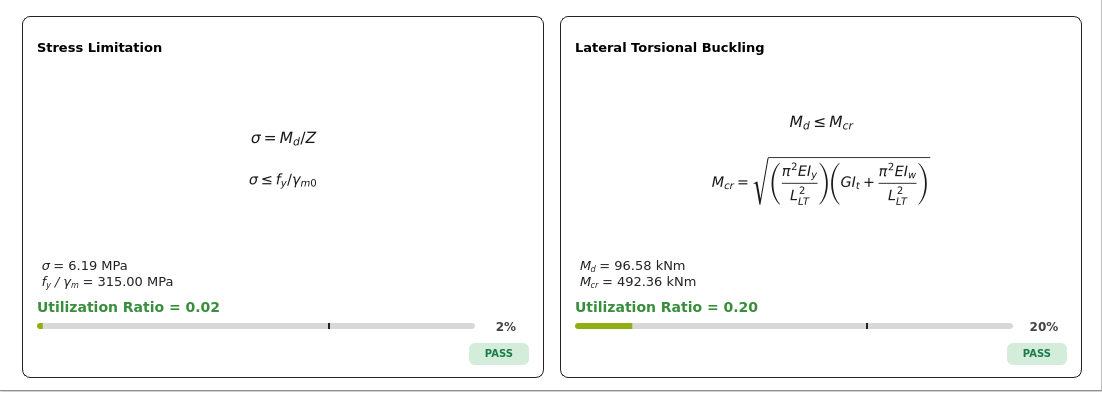 Stress Limitation
σ = M_d/Z
σ ≤ f_y/γ_m0
σ = 6.19 MPa
f_y / γ_m = 315.00 MPa
Utilization Ratio = 0.02
2%
PASS
Lateral Torsional Buckling
M_d ≤ M_cr
M_cr = √((π²EI_y/L²_LT)(GI_t + π²EI_w/L²_LT))
M_d = 96.58 kNm
M_cr = 492.36 kNm
Utilization Ratio = 0.20
20%
PASS